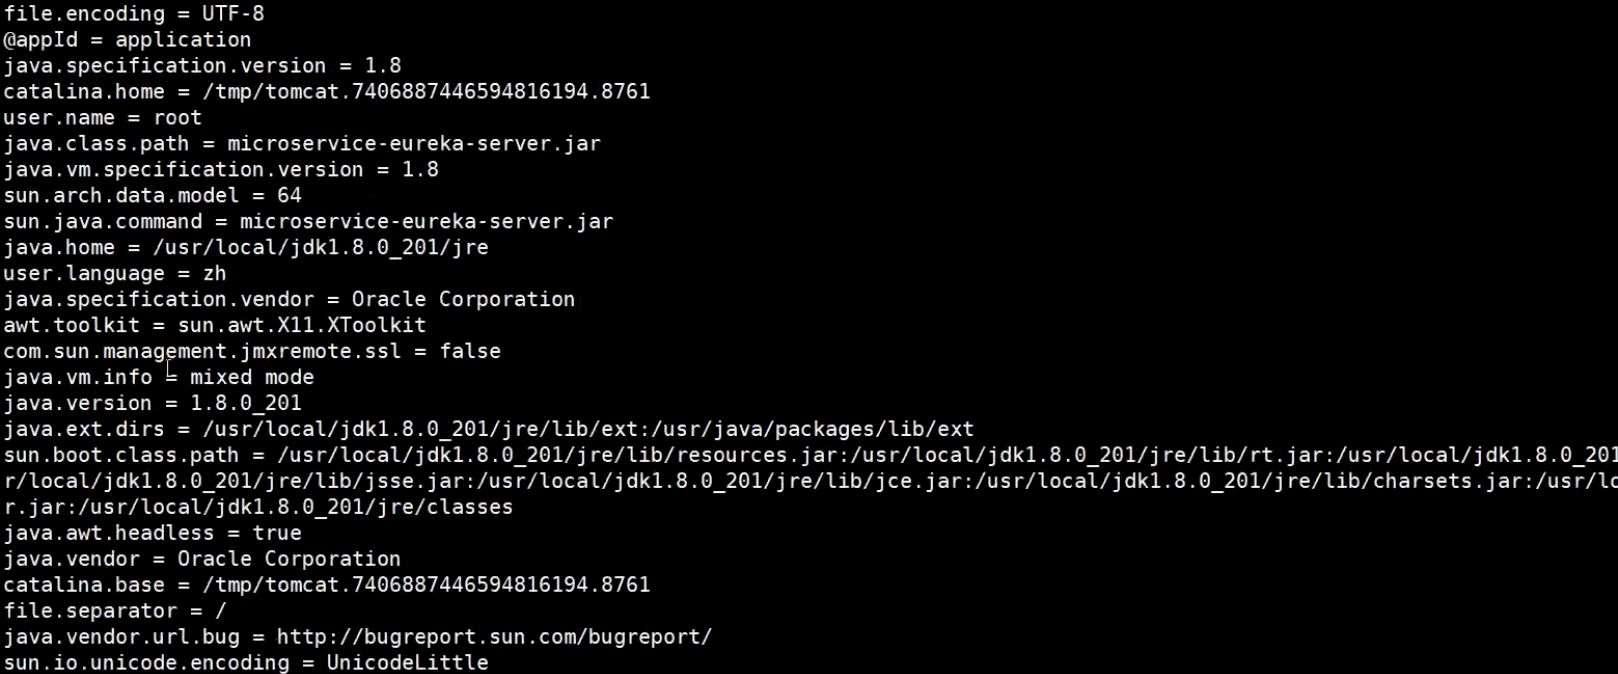 file.encoding = UTF-8
@appId = application
java.specification.version = 1.8
catalina.home = /tmp/tomcat.7406887446594816194.8761
user.name = root
java.class.path = microservice-eureka-server.jar
java.vm.specification.version = 1.8
sun.arch.data.model = 64
sun.java.command = microservice-eureka-server.jar
java.home = /usr/local/jdk1.8.0_201/jre
user.language = zh
java.specification.vendor = Oracle Corporation
awt.toolkit = sun.awt.X11.XToolkit
com.sun.management.jmxremote.ssl = false
java.vm.info = mixed mode
java.version = 1.8.0_201
java.ext.dirs = /usr/local/jdk1.8.0_201/jre/lib/ext:/usr/java/packages/lib/ext
sun.boot.class.path = /usr/local/jdk1.8.0_201/jre/lib/resources.jar:/usr/local/jdk1.8.0_201/jre/lib/rt.jar:/usr/local/jdk1.8.0_201
r/local/jdk1.8.0_201/jre/lib/jsse.jar:/usr/local/jdk1.8.0_201/jre/lib/jce.jar:/usr/local/jdk1.8.0_201/jre/lib/charsets.jar:/usr/lo
r.jar:/usr/local/jdk1.8.0_201/jre/classes
java.awt.headless = true
java.vendor = Oracle Corporation
catalina.base = /tmp/tomcat.7406887446594816194.8761
file.separator = /
java.vendor.url.bug = http://bugreport.sun.com/bugreport/
sun.io.unicode.encoding = UnicodeLittle